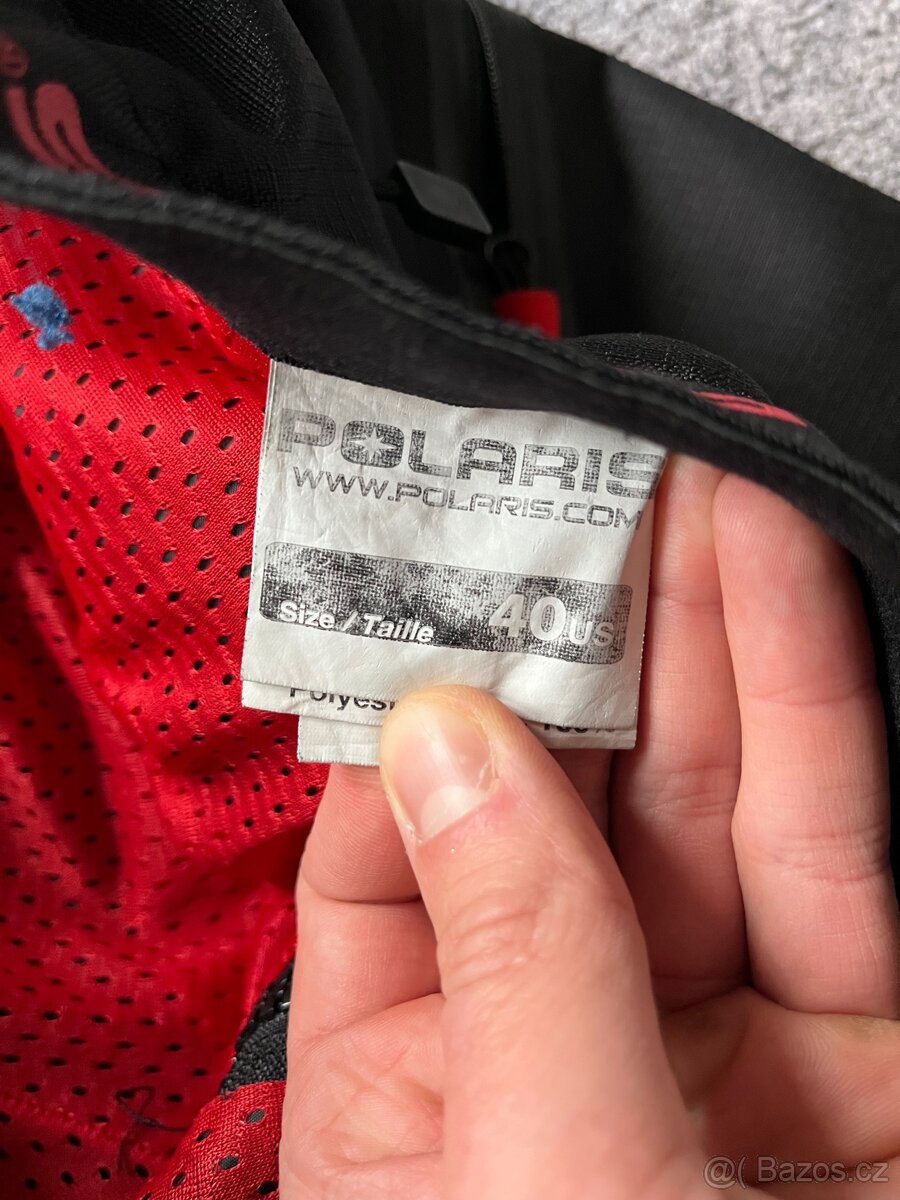 POLARIS
WWW.POLARIS.COM
Size / Taille 40US
@( Bazos.cz